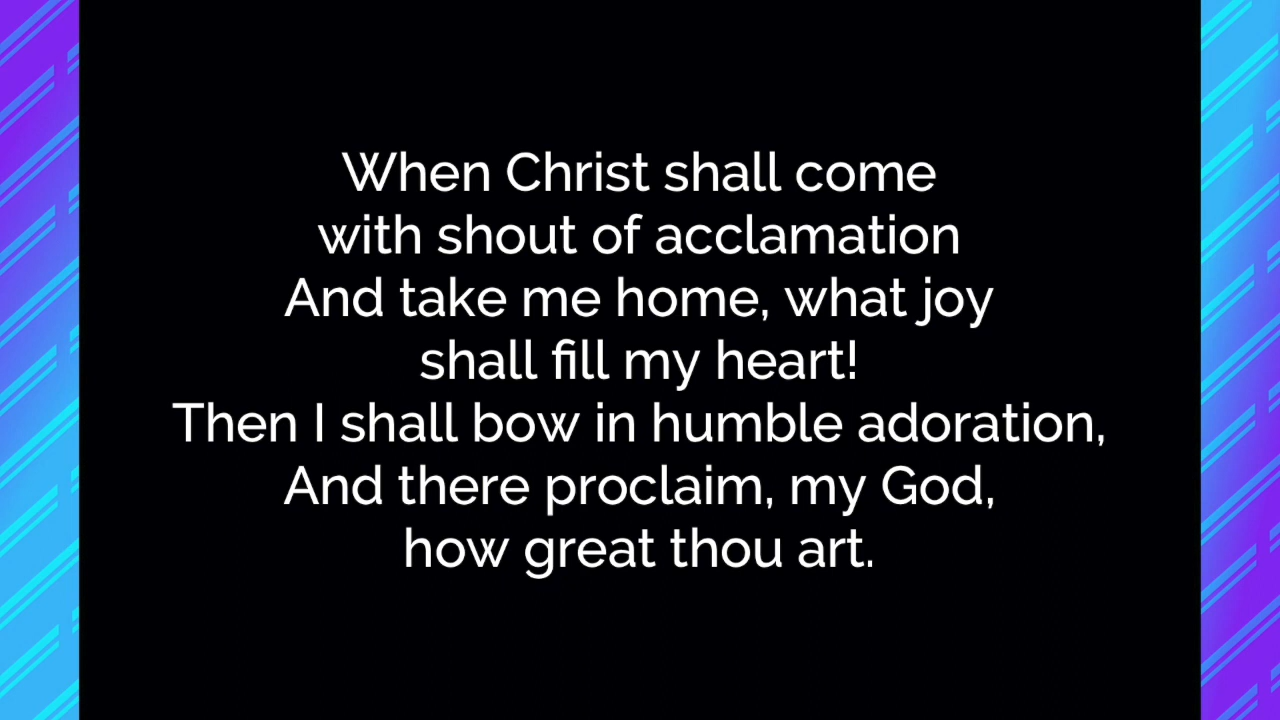 When Christ shall come
with shout of acclamation
And take me home, what joy
shall fill my heart!
Then I shall bow in humble adoration,
And there proclaim, my God,
how great thou art.